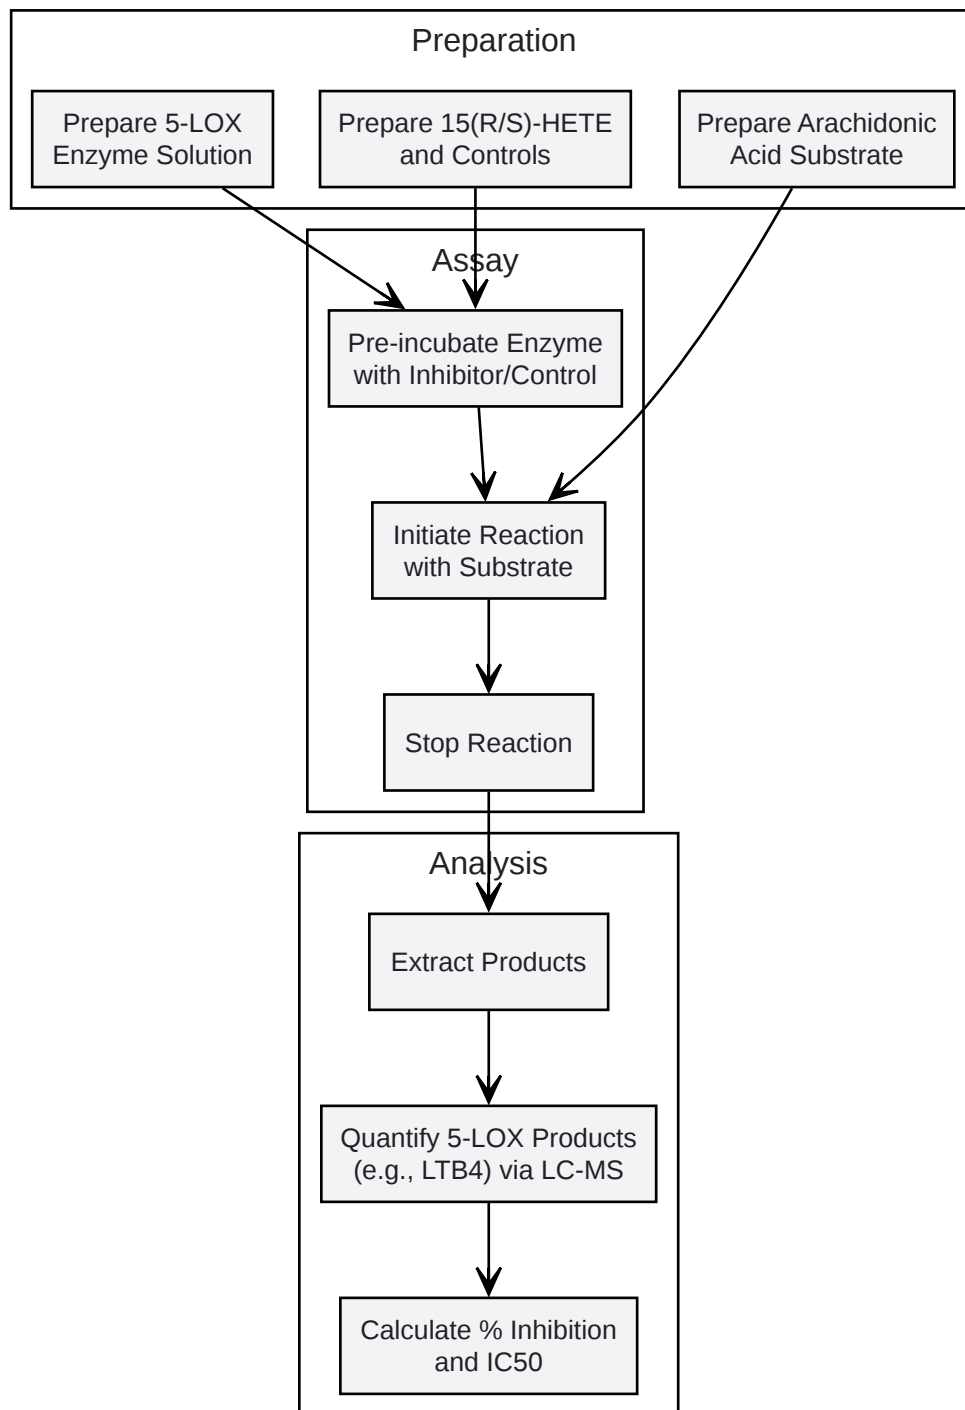 Preparation
Prepare 5-LOX
Enzyme Solution
Prepare 15(R/S)-HETE
and Controls
Prepare Arachidonic
Acid Substrate
Assay
Pre-incubate Enzyme
with Inhibitor/Control
Initiate Reaction
with Substrate
Stop Reaction
Analysis
Extract Products
Quantify 5-LOX Products
(e.g., LTB4) via LC-MS
Calculate % Inhibition
and IC50